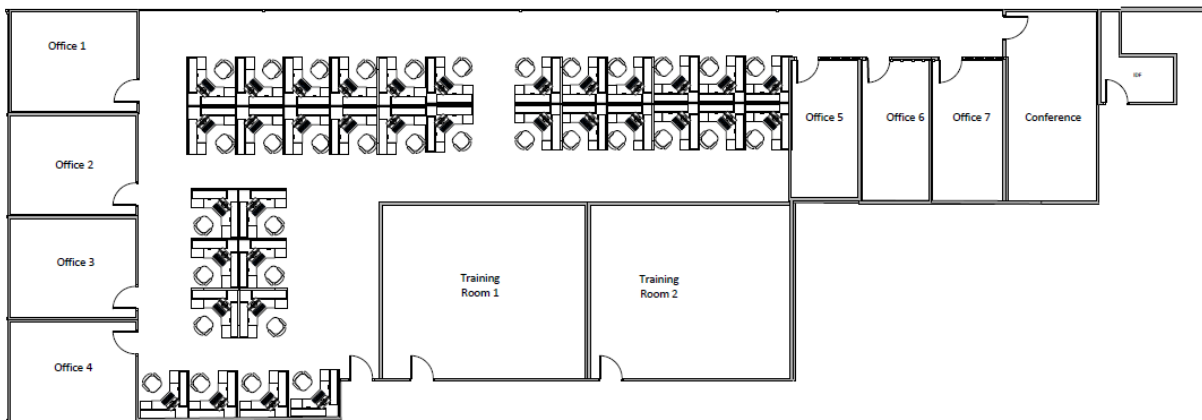 Office 1
Office 2
Office 3
Office 4
Training
Room 1
Training
Room 2
Office 5
Office 6
Office 7
Conference
IDF